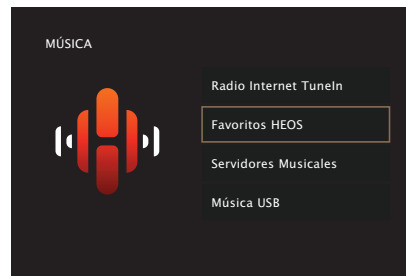 MÚSICA
Radio Internet TuneIn
Favoritos HEOS
Servidores Musicales
Música USB